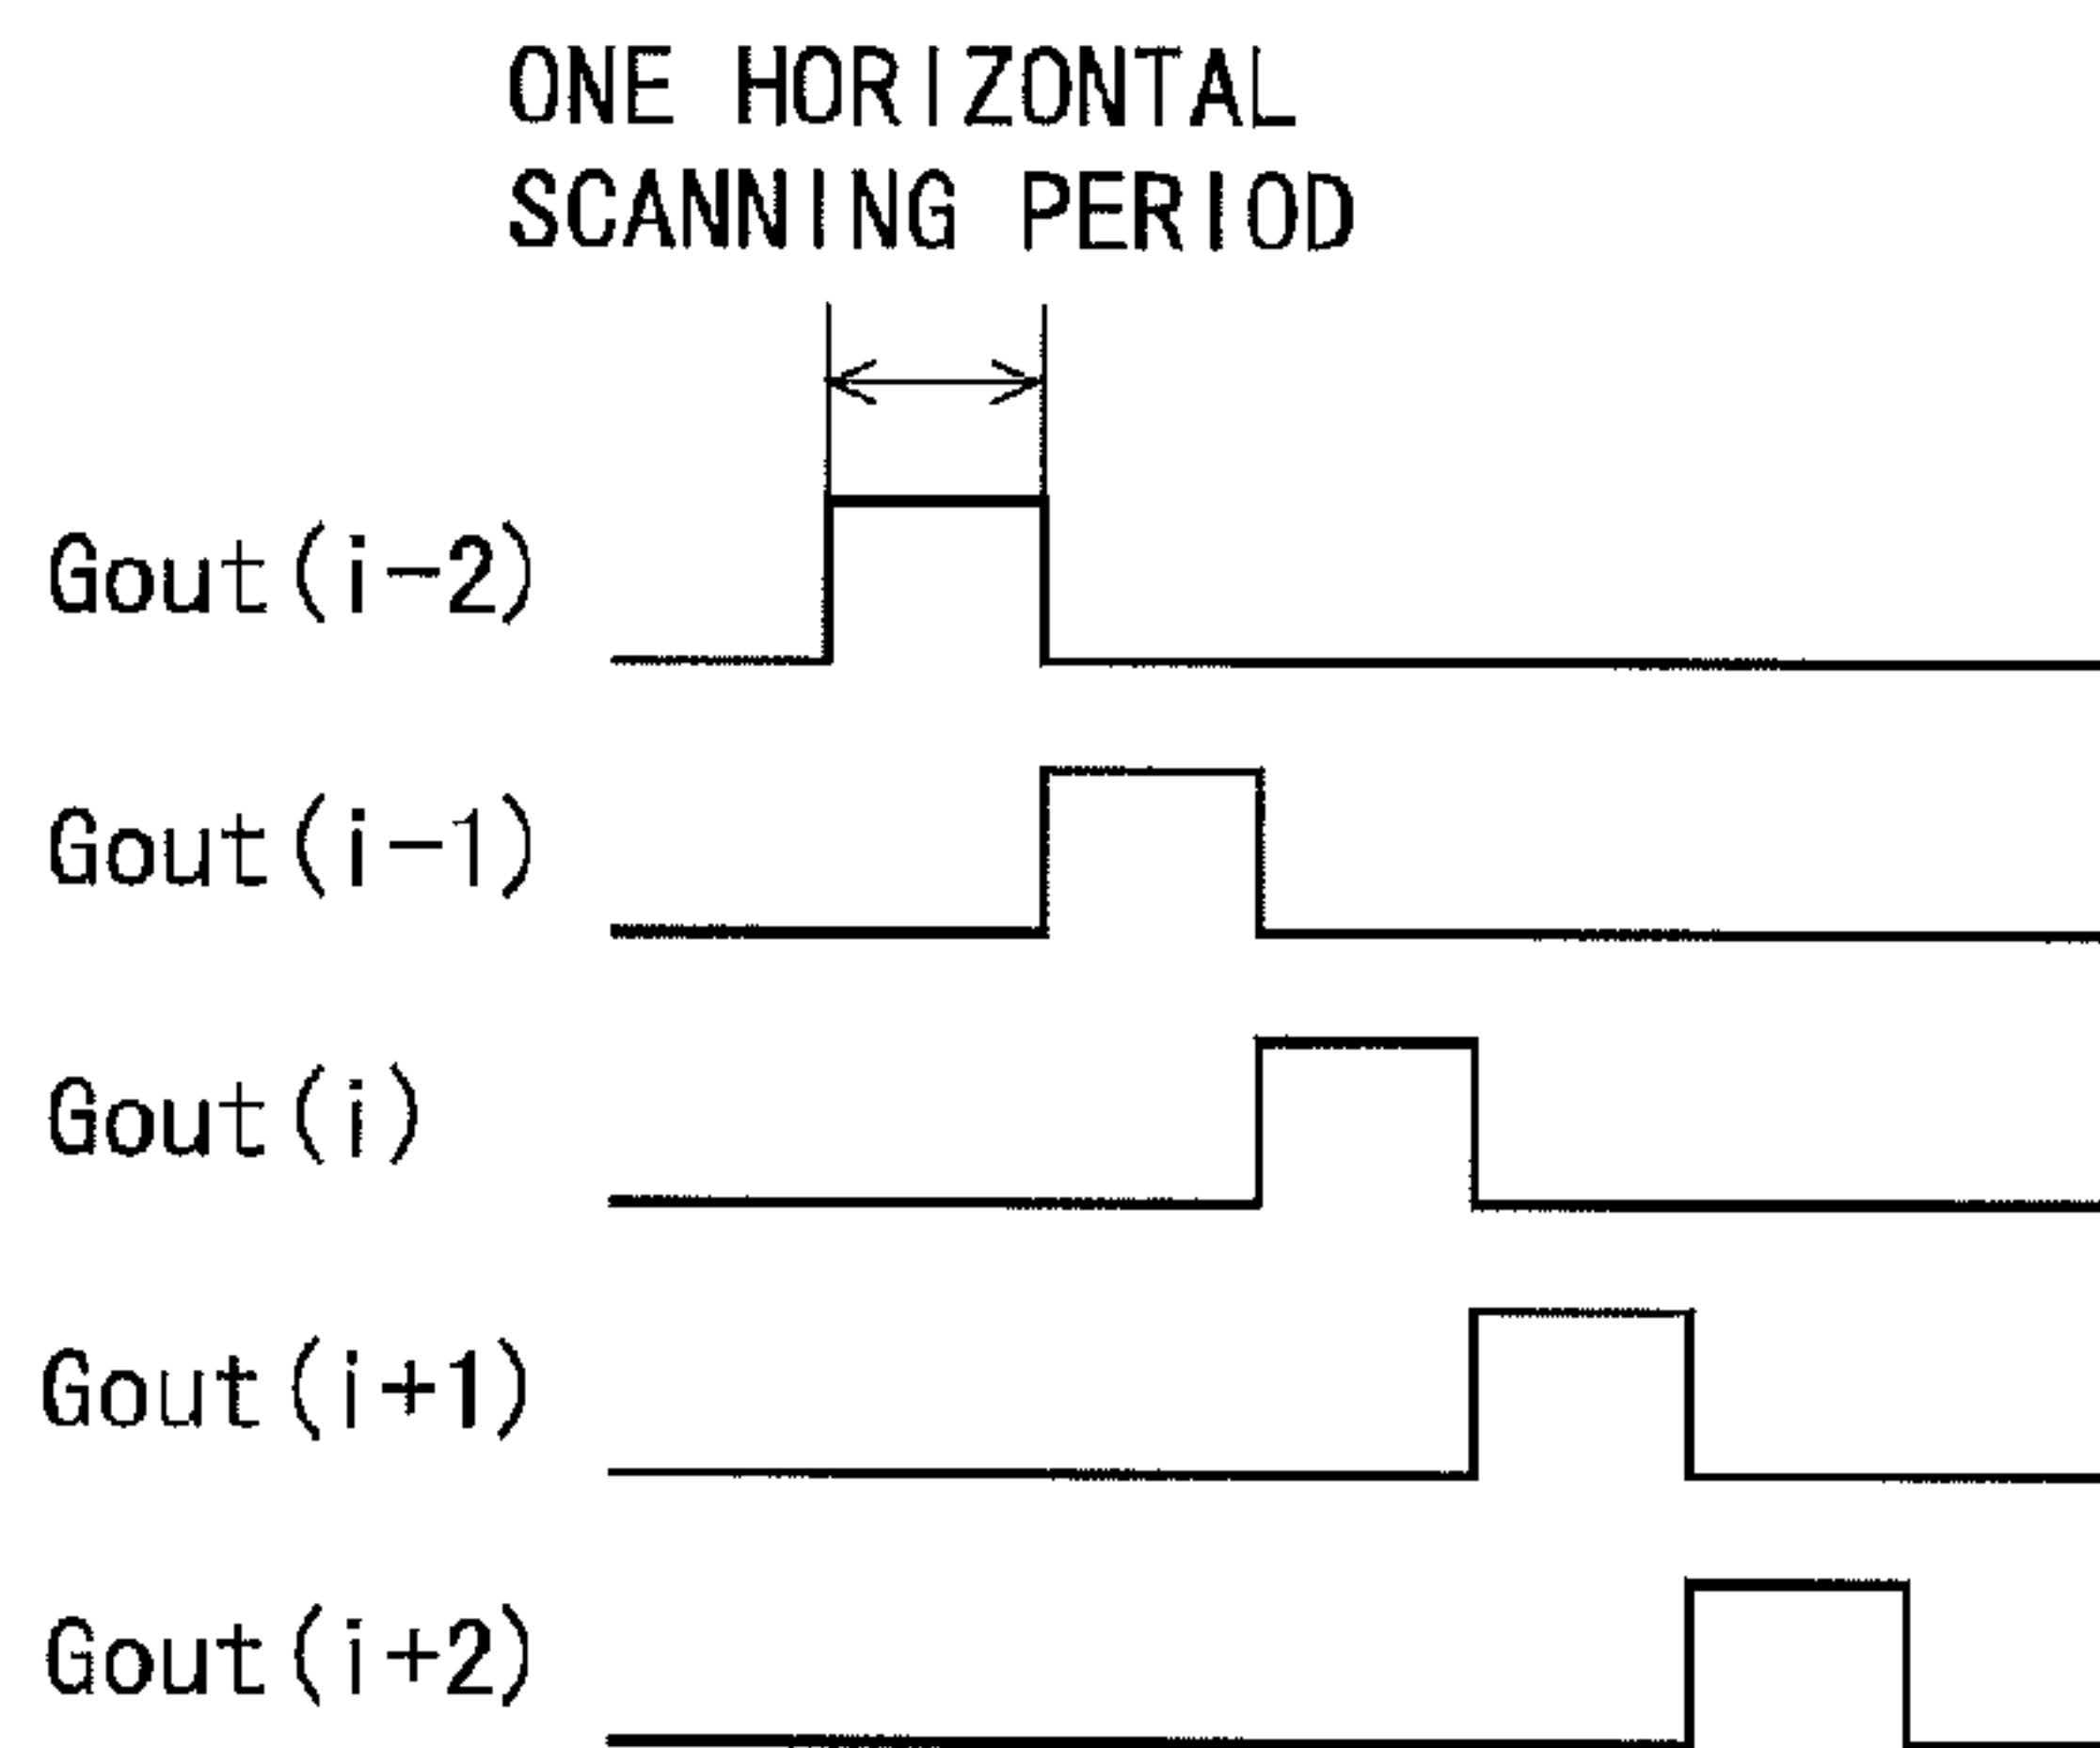 ONE HORIZONTAL
SCANNING PERIOD
Gout(i-2)
Gout(i-1)
Gout(i)
Gout(i+1)
Gout(i+2)